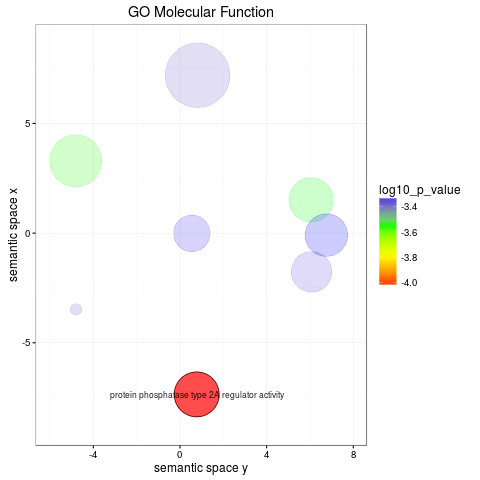 GO Molecular Function
semantic space x
5
0
-5
protein phosphatase type 2A regulator activity
-4
0
4
8
semantic space y
log10_p_value
-3.4
-3.6
-3.8
-4.0